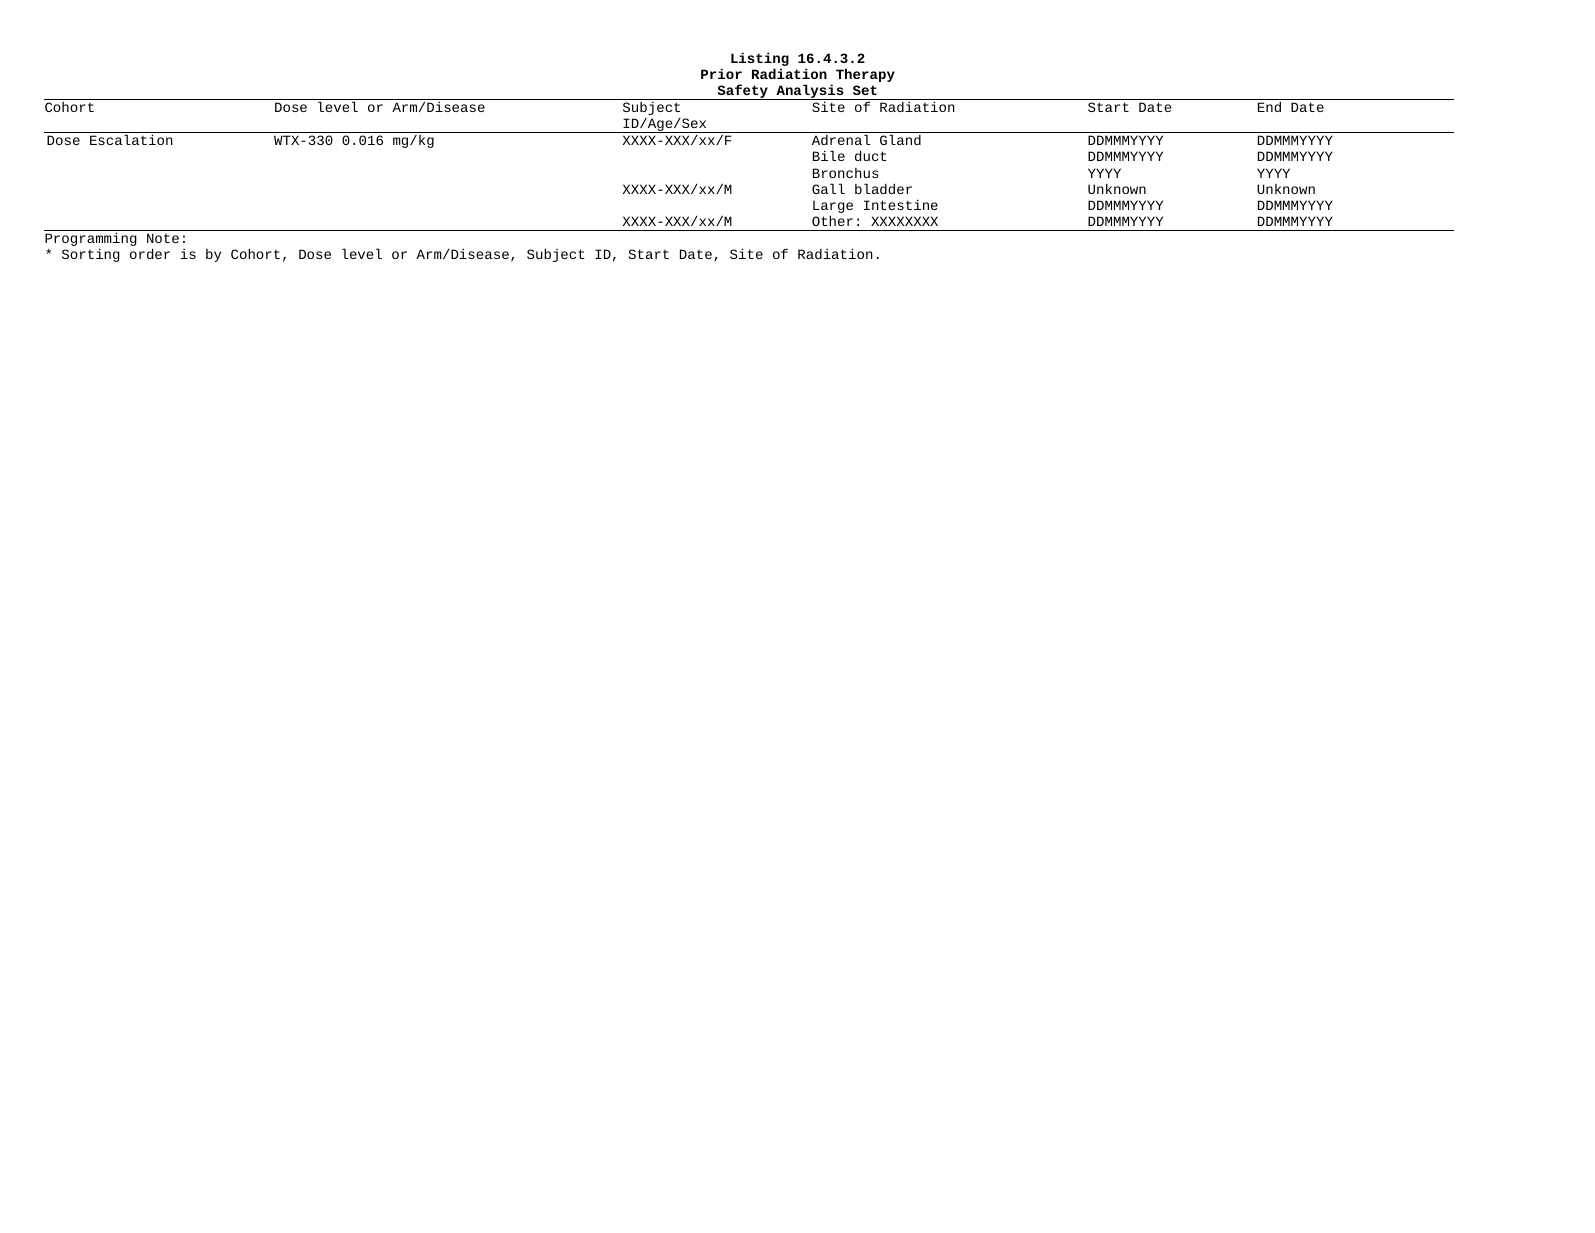 Listing 16.4.3.2
Prior Radiation Therapy
Safety Analysis Set
Cohort Dose level or Arm/Disease Subject ID/Age/Sex Site of Radiation Start Date End Date
Dose Escalation WTX-330 0.016 mg/kg XXXX-XXX/xx/F Adrenal Gland DDMMMYYYY DDMMMYYYY
Bile duct DDMMMYYYY DDMMMYYYY
Bronchus YYYY YYYY
XXXX-XXX/xx/M Gall bladder Unknown Unknown
Large Intestine DDMMMYYYY DDMMMYYYY
XXXX-XXX/xx/M Other: XXXXXXXX DDMMMYYYY DDMMMYYYY
Programming Note:
* Sorting order is by Cohort, Dose level or Arm/Disease, Subject ID, Start Date, Site of Radiation.